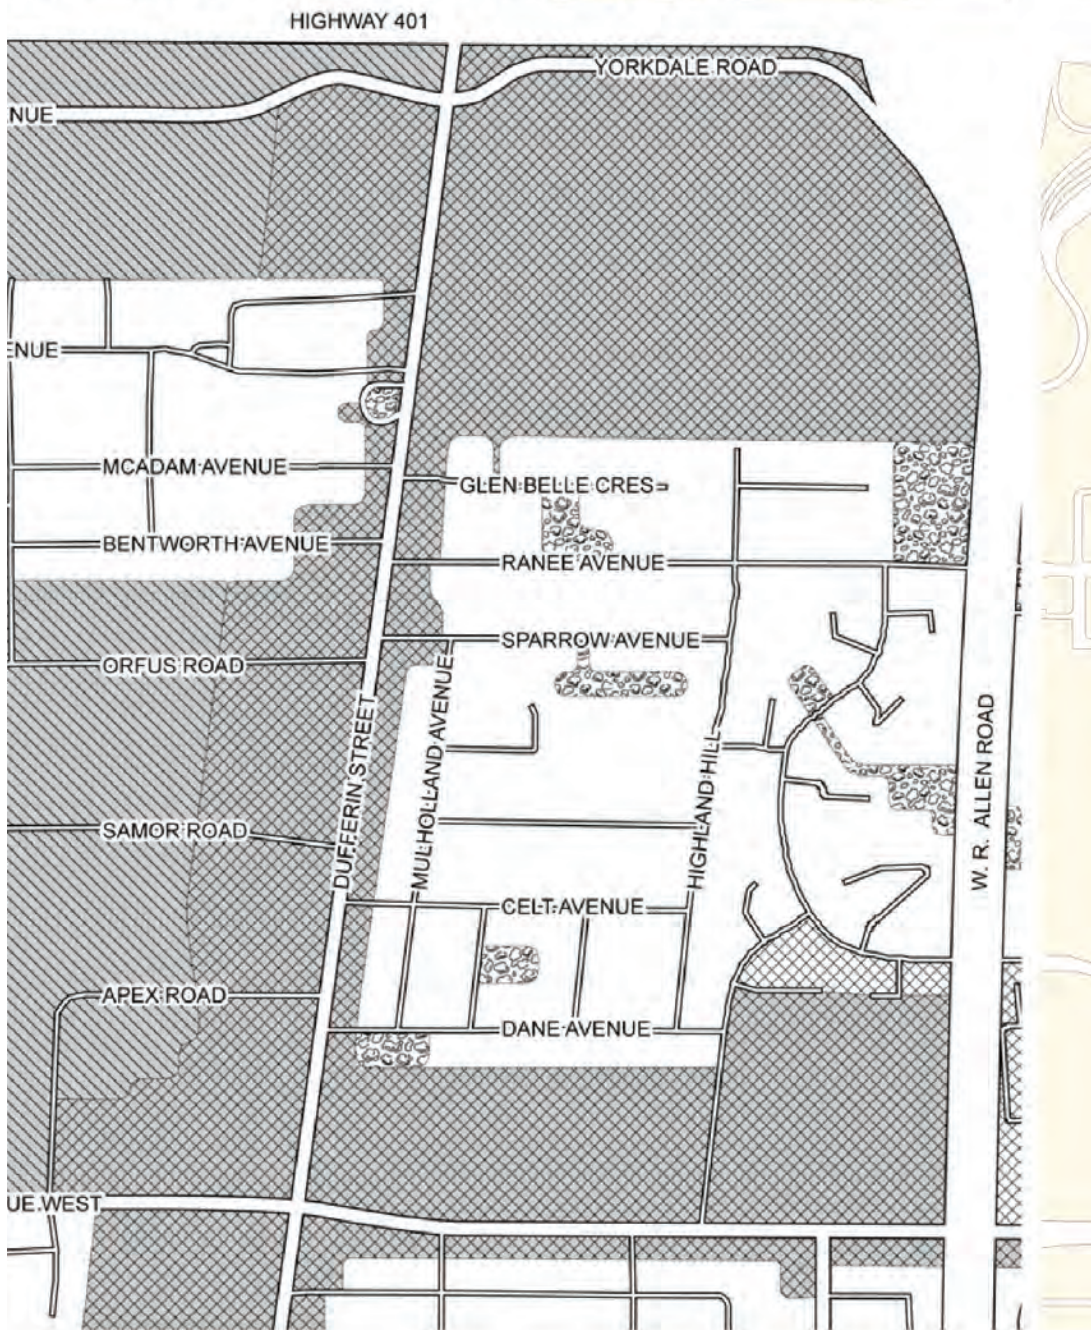 HIGHWAY 401
YORKDALE ROAD
NUE
ENUE
MCADAM AVENUE
GLEN BELLE CRES
BENTWORTH AVENUE
RANEE AVENUE
SPARROW AVENUE
ORFUS ROAD
DUFFERIN STREET
MULHOLLAND AVENUE
HIGHLAND HILL
W. R. ALLEN ROAD
SAMOR ROAD
CELT AVENUE
APEX ROAD
DANE AVENUE
UE WEST